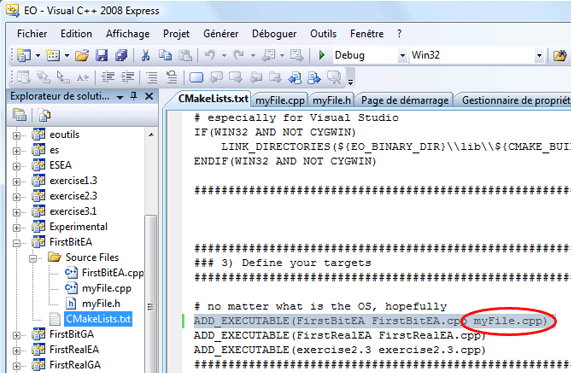 EO - Visual C++ 2008 Express
Fichier Edition Affichage Projet Générer Déboguer Outils Fenêtre ?
Debug Win32
Explorateur de soluti...
CMakeLists.txt myFile.cpp myFile.h Page de démarrage Gestionnaire de propriét
eoutils
es
ESEA
exercise1.3
exercise2.3
exercise3.1
Experimental
FirstBitEA
Source Files
FirstBitEA.cpp
myFile.cpp
myFile.h
CMakeLists.txt
FirstBitGA
FirstRealEA
FirstRealGA
# especially for Visual Studio
IF(WIN32 AND NOT CYGWIN)
LINK_DIRECTORIES(${EO_BINARY_DIR}\\lib\\${CMAKE_BUI
ENDIF(WIN32 AND NOT CYGWIN)
######################################################
######################################################
### 3) Define your targets
######################################################
# no matter what is the OS, hopefully
ADD_EXECUTABLE(FirstBitEA FirstBitEA.cpp myFile.cpp)
ADD_EXECUTABLE(FirstRealEA FirstRealEA.cpp)
ADD_EXECUTABLE(exercise2.3 exercise2.3.cpp)
######################################################